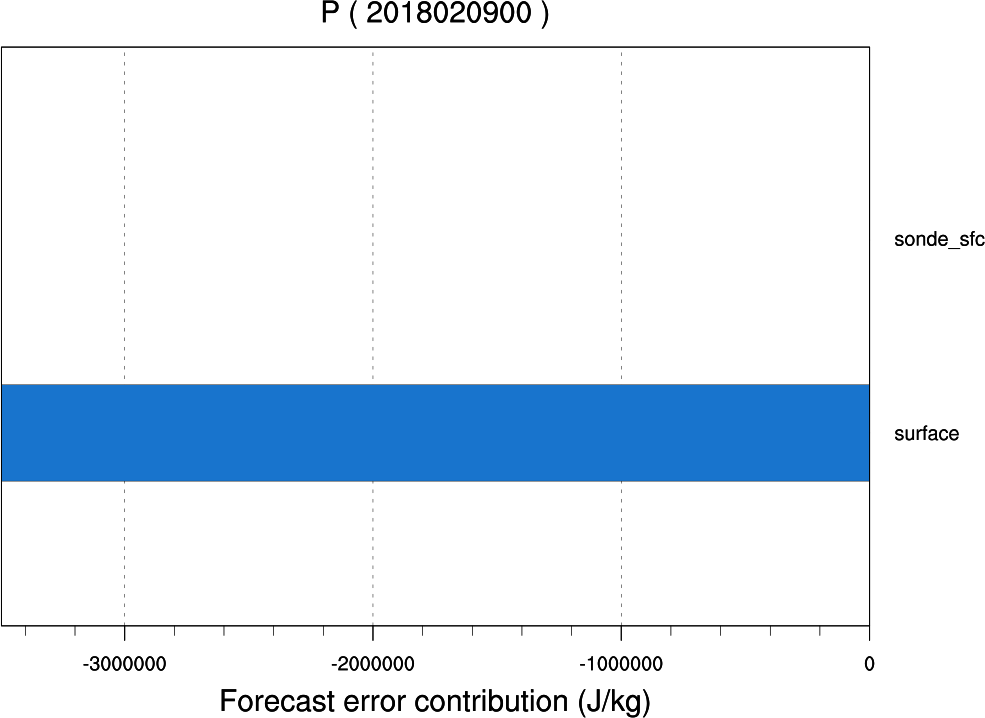 P ( 2018020900 )
sonde_sfc
surface
-3000000 -2000000 -1000000 0
Forecast error contribution (J/kg)